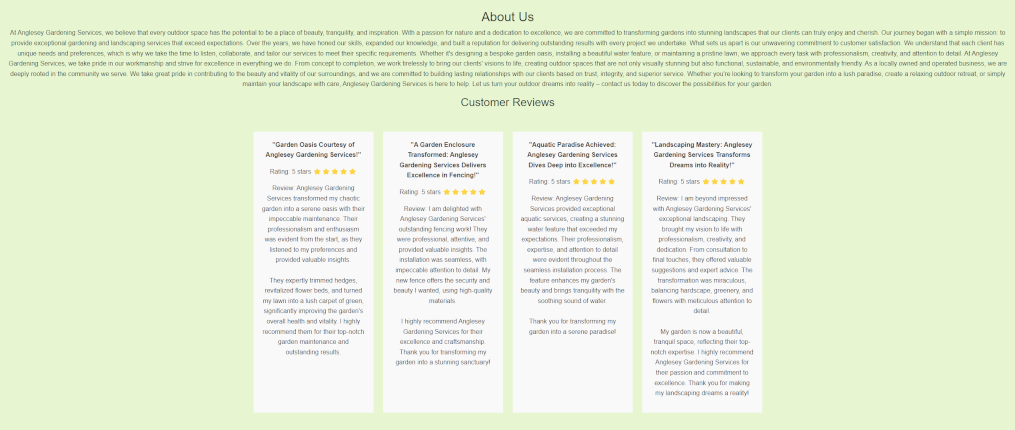 About Us
At Anglesey Gardening Services, we believe that every outdoor space has the potential to be a place of beauty, tranquility, and inspiration. With a passion for nature and a dedication to excellence, we are committed to transforming gardens into stunning landscapes that our clients can truly enjoy and cherish. Our journey began with a simple mission: to
provide exceptional gardening and landscaping services that exceed expectations. Over the years, we have honed our skills, expanded our knowledge, and built a reputation for delivering outstanding results with every project we undertake. What sets us apart is our unwavering commitment to customer satisfaction. We understand that each client has
unique needs and preferences, which is why we take the time to listen, collaborate, and tailor our services to meet their specific requirements. Whether it's designing a bespoke garden oasis, installing a beautiful water feature, or maintaining a pristine lawn, we approach every task with professionalism, creativity, and attention to detail. At Anglesey
Gardening Services, we take pride in our workmanship and strive for excellence in everything we do. From concept to completion, we work tirelessly to bring our clients' visions to life, creating outdoor spaces that are not only visually stunning but also functional, sustainable, and environmentally friendly. As a locally owned and operated business, we are
deeply rooted in the community we serve. We take great pride in contributing to the beauty and vitality of our surroundings, and we are committed to building lasting relationships with our clients based on trust, integrity, and superior service. Whether you're looking to transform your garden into a lush paradise, create a relaxing outdoor retreat, or simply
maintain your landscape with care, Anglesey Gardening Services is here to help. Let us turn your outdoor dreams into reality – contact us today to discover the possibilities for your garden.
Customer Reviews
"Garden Oasis Courtesy of
Anglesey Gardening Services!"
Rating: 5 stars ★★★★★
Review: Anglesey Gardening
Services transformed my chaotic
garden into a serene oasis with their
impeccable maintenance. Their
professionalism and enthusiasm
was evident from the start, as they
listened to my preferences and
provided valuable insights.
They expertly trimmed hedges,
revitalized flower beds, and turned
my lawn into a lush carpet of green,
significantly improving the garden's
overall health and vitality. I highly
recommend them for their top-notch
garden maintenance and
outstanding results.
"A Garden Enclosure
Transformed: Anglesey
Gardening Services Delivers
Excellence in Fencing!"
Rating: 5 stars ★★★★★
Review: I am delighted with
Anglesey Gardening Services'
outstanding fencing work! They
were professional, attentive, and
provided valuable insights. The
installation was seamless, with
impeccable attention to detail. My
new fence offers the security and
beauty I wanted, using high-quality
materials.
I highly recommend Anglesey
Gardening Services for their
excellence and craftsmanship.
Thank you for transforming my
garden into a stunning sanctuary!
"Aquatic Paradise Achieved:
Anglesey Gardening Services
Dives Deep into Excellence!"
Rating: 5 stars ★★★★★
Review: Anglesey Gardening
Services provided exceptional
aquatic services, creating a stunning
water feature that exceeded my
expectations. Their professionalism,
expertise, and attention to detail
were evident throughout the
seamless installation process. The
feature enhances my garden's
beauty and brings tranquility with the
soothing sound of water.
Thank you for transforming my
garden into a serene paradise!
"Landscaping Mastery: Anglesey
Gardening Services Transforms
Dreams into Reality!"
Rating: 5 stars ★★★★★
Review: I am beyond impressed
with Anglesey Gardening Services'
exceptional landscaping. They
brought my vision to life with
professionalism, creativity, and
dedication. From consultation to
final touches, they offered valuable
suggestions and expert advice. The
transformation was miraculous,
balancing hardscape, greenery, and
flowers with meticulous attention to
detail.
My garden is now a beautiful,
tranquil space, reflecting their top-
notch expertise. I highly recommend
Anglesey Gardening Services for
their passion and commitment to
excellence. Thank you for making
my landscaping dreams a reality!